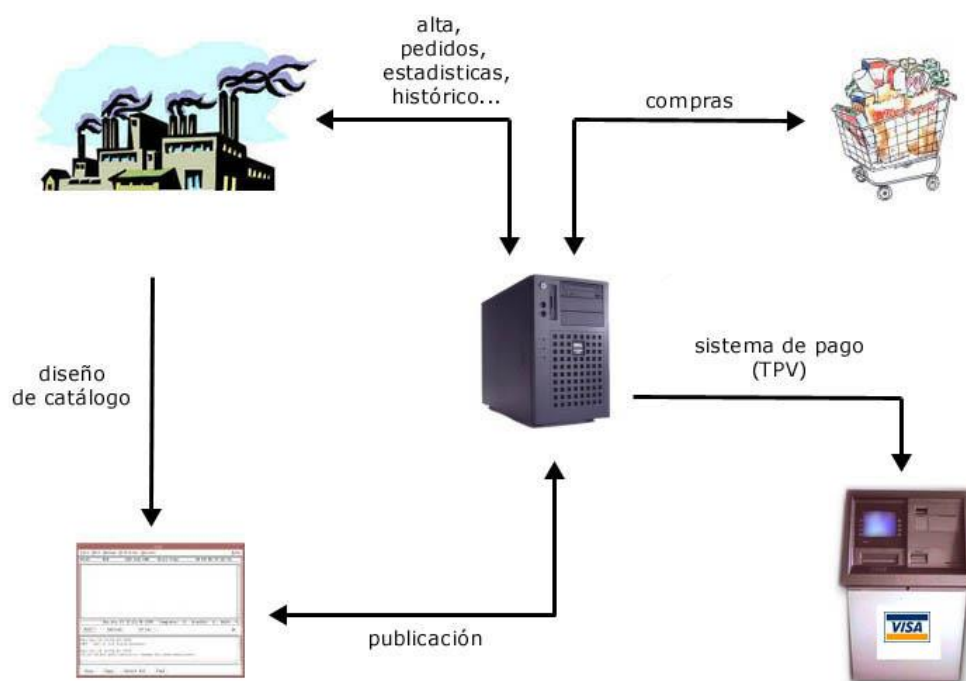 alta,
pedidos,
estadisticas,
histórico...
compras
diseño
de catálogo
sistema de pago
(TPV)
publicación
VISA